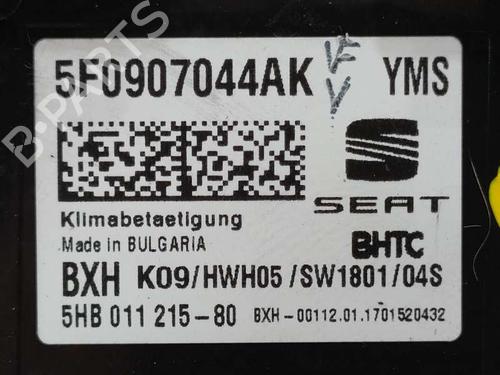 5F0907044AK VF YMS
V
SEAT
Klimabetaetigung
Made in BULGARIA
BHTC
BXH K09/HWH05/SW1801/04S
5HB 011 215-80 BXH-00112.01.1701520432
B-PARTS